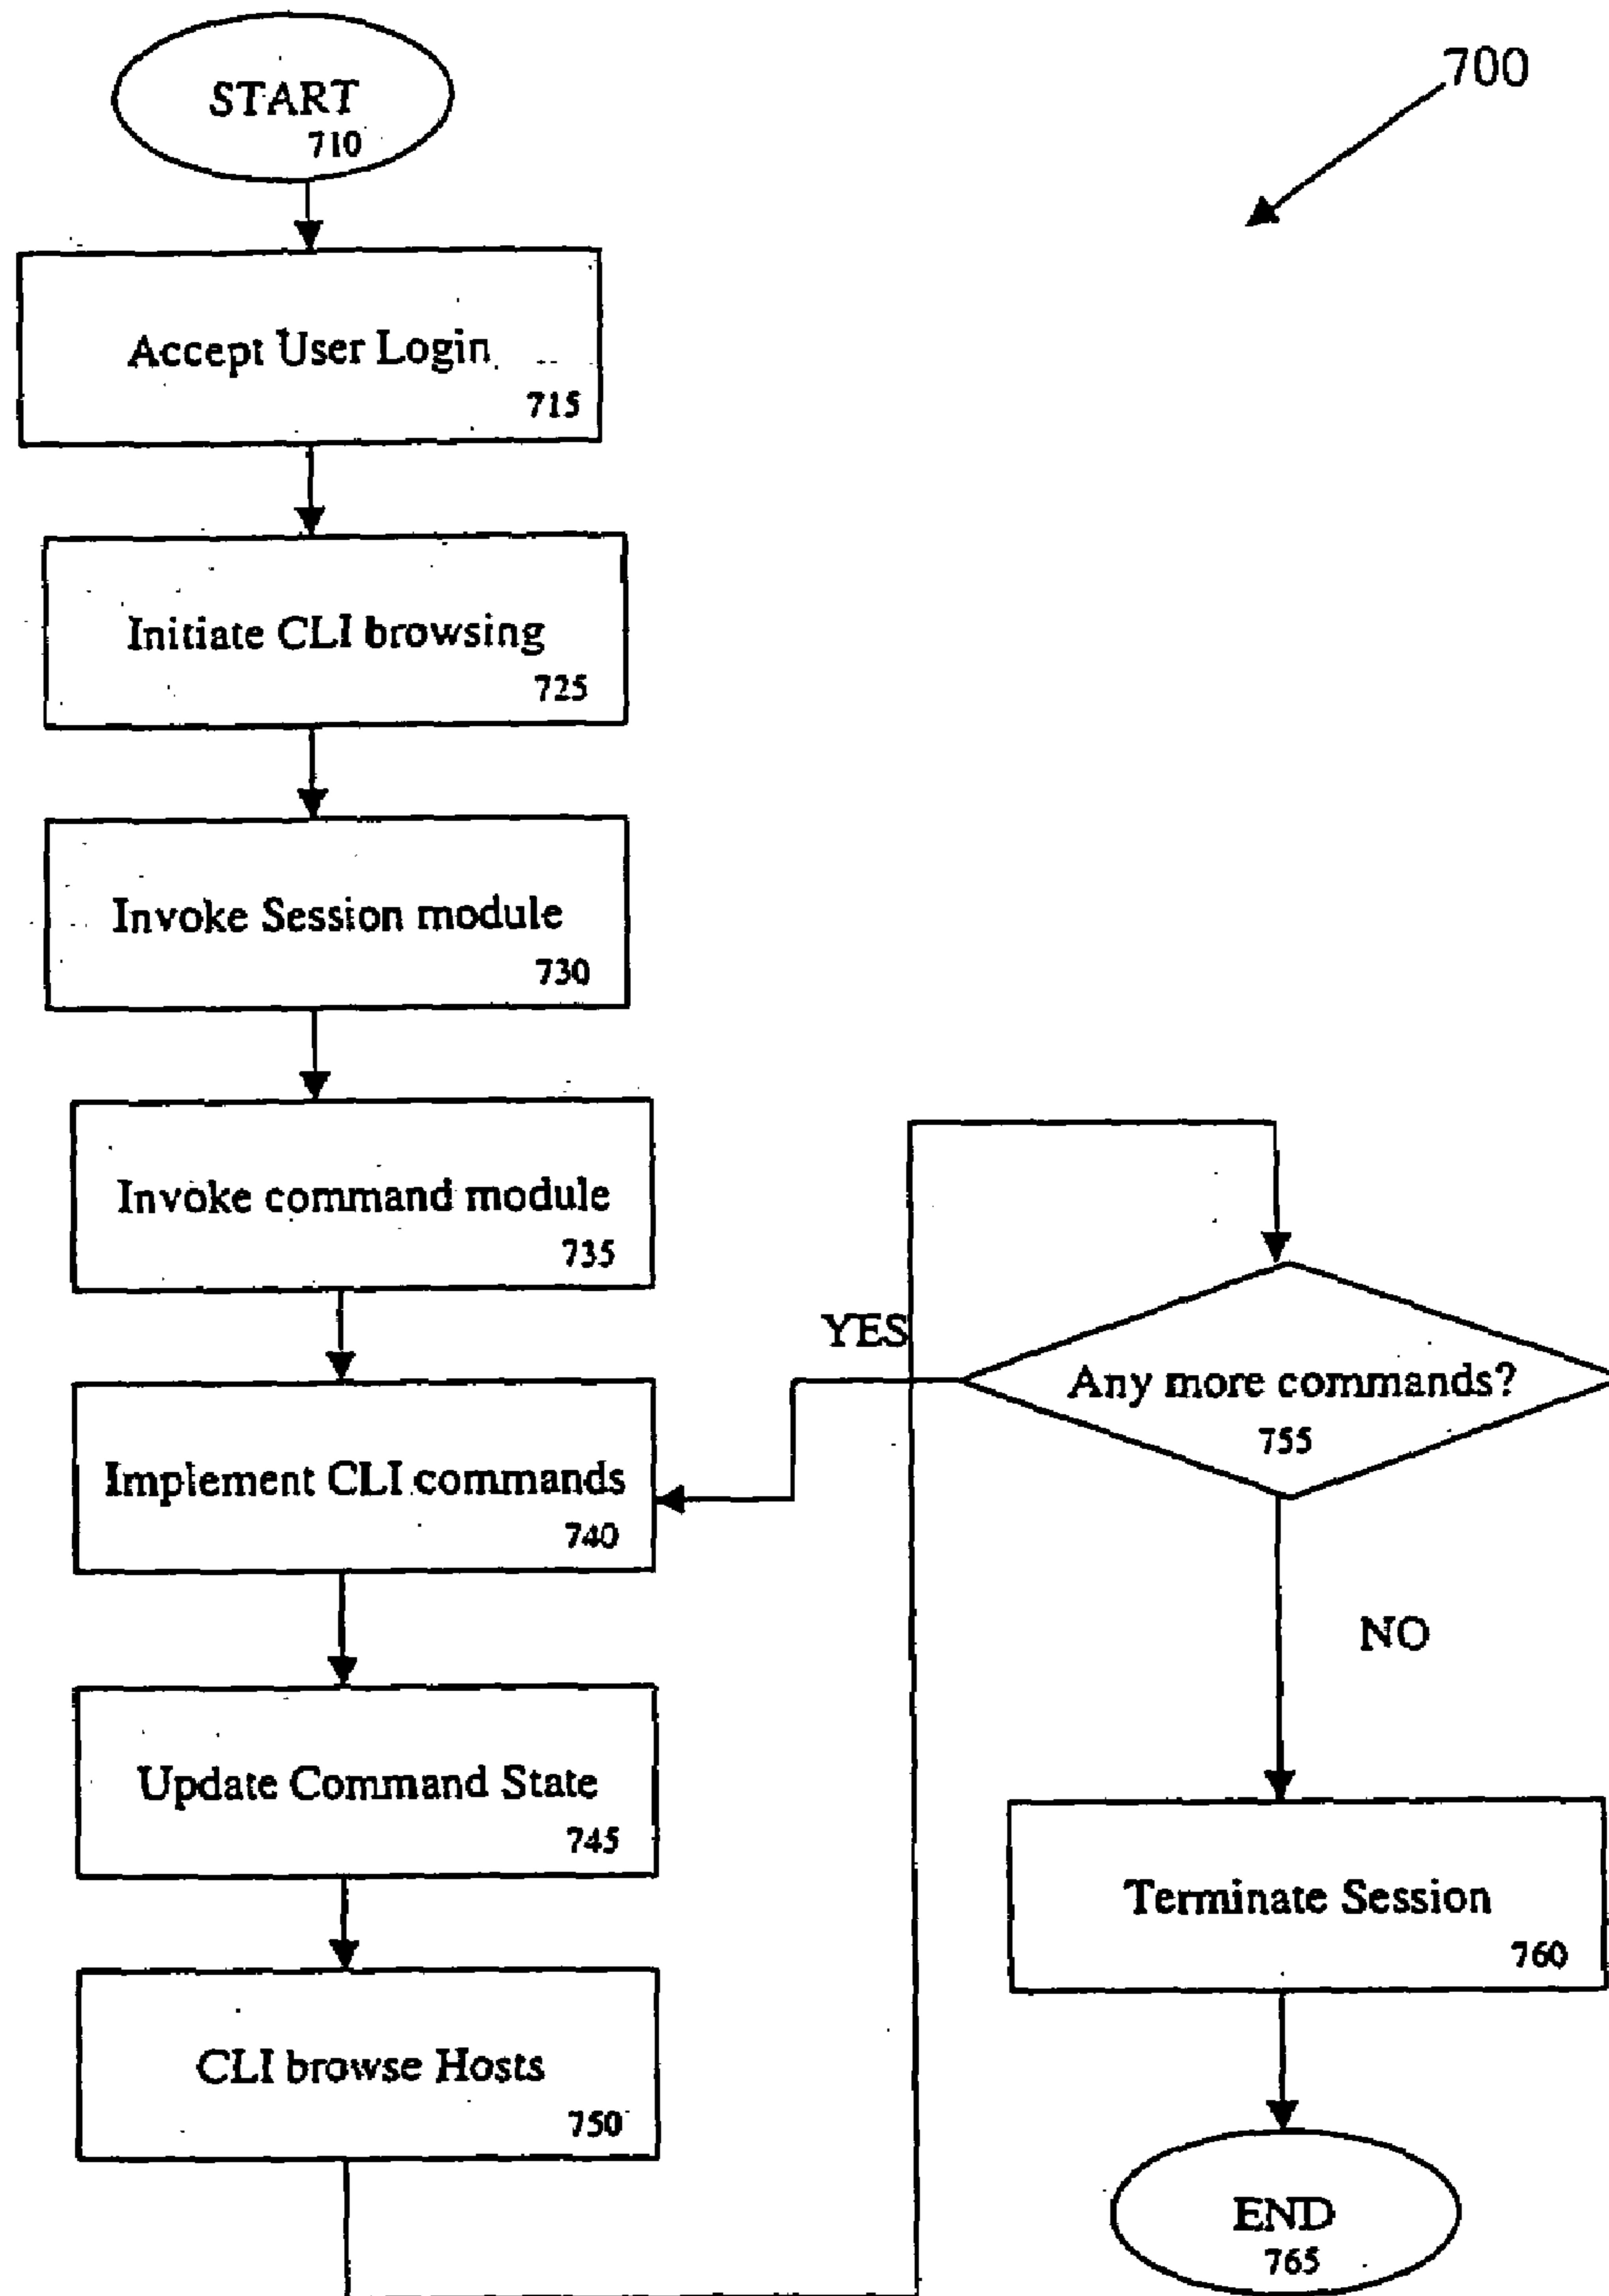 START
710
700
Accept User Login
715
Initiate CLI browsing
725
Invoke Session module
730
Invoke command module
735
Implement CLI commands
740
Update Command State
745
CLI browse Hosts
750
YES
Any more commands?
755
NO
Terminate Session
760
END
765